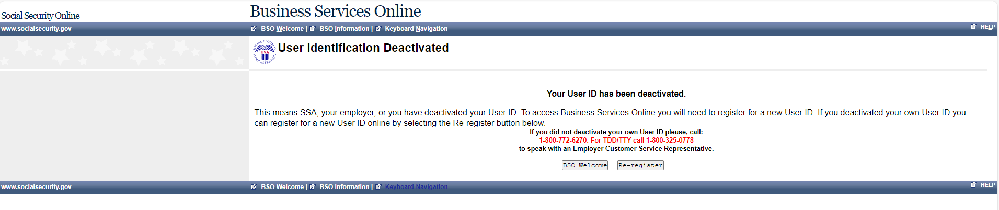 Social Security Online
Business Services Online
www.socialsecurity.gov
BSO Welcome | BSO Information | Keyboard Navigation
HELP
SOCIAL SECURITY ADMINISTRATION
USA
User Identification Deactivated
Your User ID has been deactivated.
This means SSA, your employer, or you have deactivated your User ID. To access Business Services Online you will need to register for a new User ID. If you deactivated your own User ID you
can register for a new User ID online by selecting the Re-register button below.
If you did not deactivate your own User ID please, call:
1-800-772-6270. For TDD/TTY call 1-800-325-0778
to speak with an Employer Customer Service Representative.
BSO Welcome Re-register
www.socialsecurity.gov
BSO Welcome | BSO Information | Keyboard Navigation
HELP